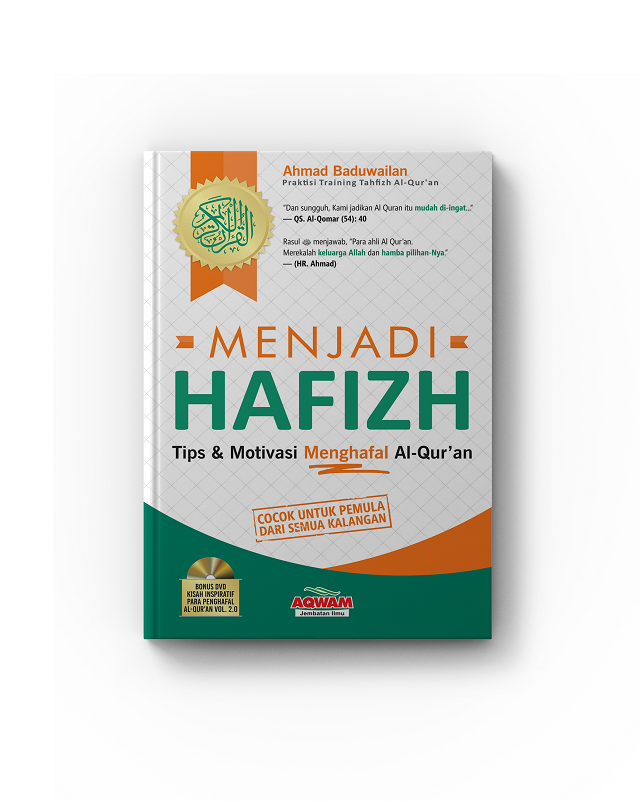 Ahmad Baduwailan
Praktisi Training Tahfizh Al-Qur'an
"Dan sungguh, Kami jadikan Al Quran itu mudah di-ingat..."
— QS. Al-Qomar (54): 40
Rasul ﷺ menjawab, "Para ahli Al Qur'an.
Merekalah keluarga Allah dan hamba pilihan-Nya."
— (HR. Ahmad)
القرآن الكريم
MENJADI
HAFIZH
Tips & Motivasi Menghafal Al-Qur'an
COCOK UNTUK PEMULA
DARI SEMUA KALANGAN
BONUS DVD
KISAH INSPIRATIF
PARA PENGHAFAL
AL-QUR'AN VOL. 2.0
AQWAM
Jembatan Ilmu